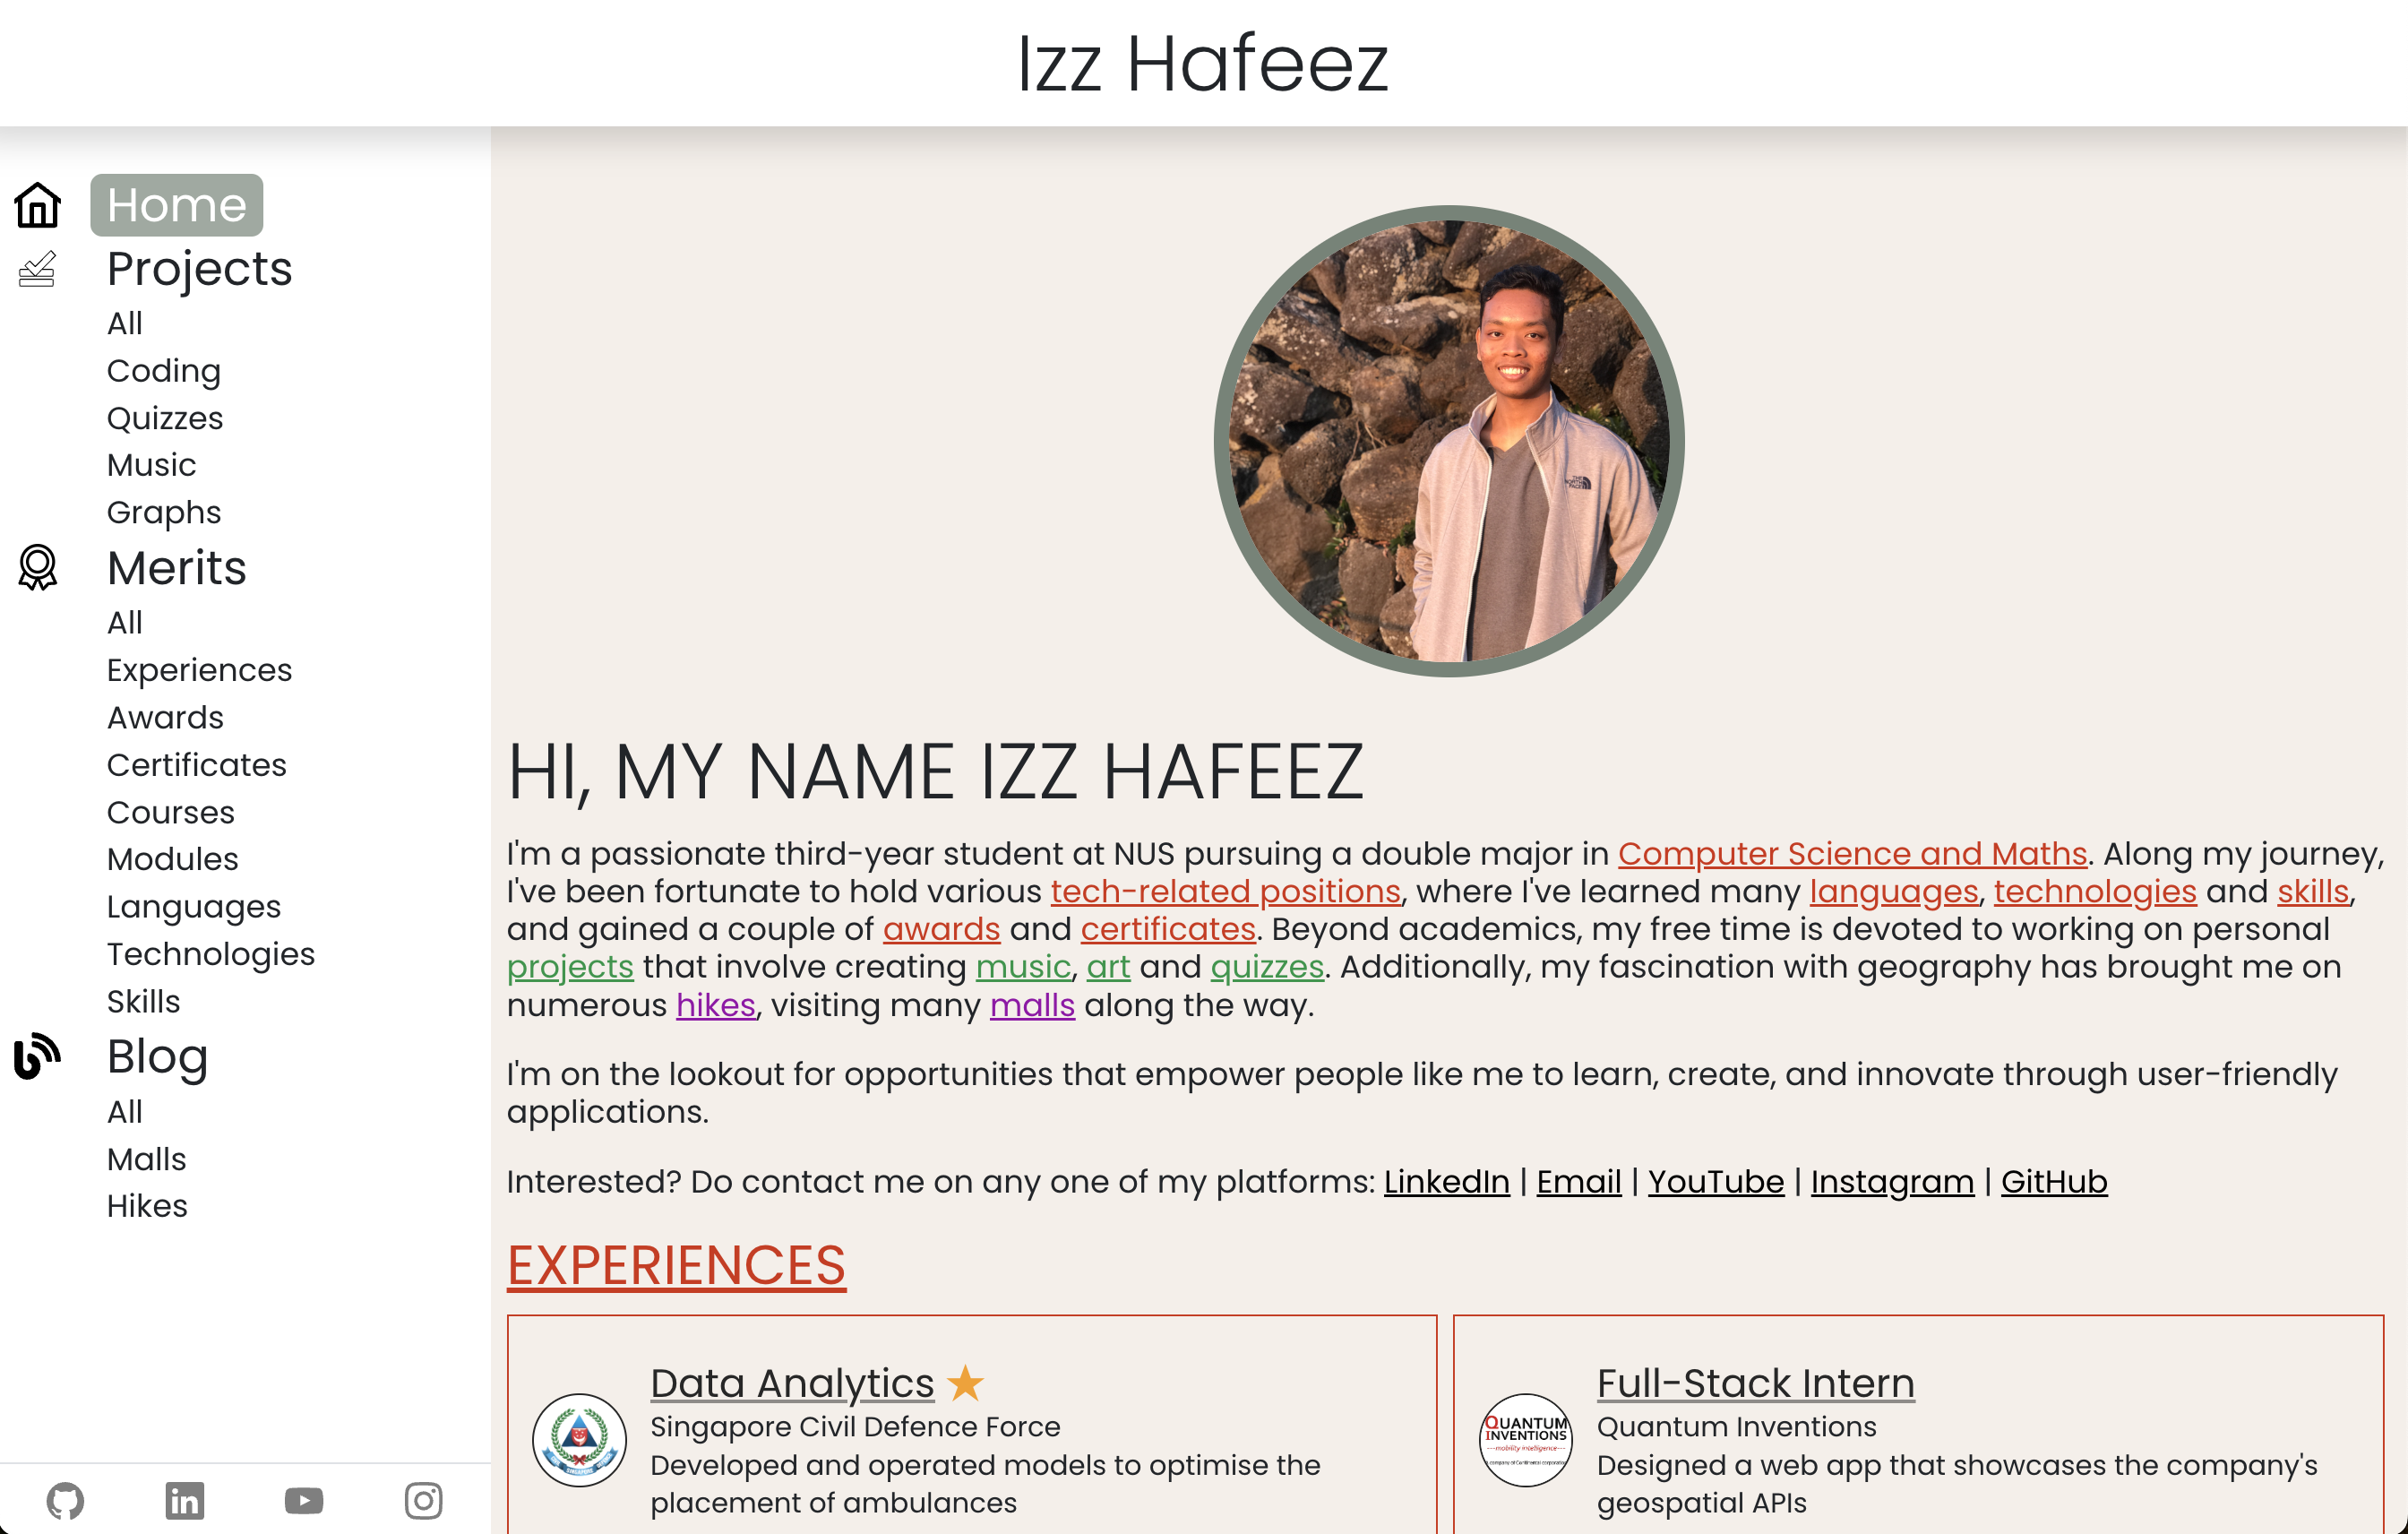 Izz Hafeez
Home
Projects
All
Coding
Quizzes
Music
Graphs
Merits
All
Experiences
Awards
Certificates
Courses
Modules
Languages
Technologies
Skills
Blog
All
Malls
Hikes
THE
NORTH
FACE
HI, MY NAME IZZ HAFEEZ
I'm a passionate third-year student at NUS pursuing a double major in Computer Science and Maths. Along my journey,
I've been fortunate to hold various tech-related positions, where I've learned many languages, technologies and skills,
and gained a couple of awards and certificates. Beyond academics, my free time is devoted to working on personal
projects that involve creating music, art and quizzes. Additionally, my fascination with geography has brought me on
numerous hikes, visiting many malls along the way.
I'm on the lookout for opportunities that empower people like me to learn, create, and innovate through user-friendly
applications.
Interested? Do contact me on any one of my platforms: LinkedIn | Email | YouTube | Instagram | GitHub
EXPERIENCES
Data Analytics
Singapore Civil Defence Force
Developed and operated models to optimise the
placement of ambulances
QUANTUM
INVENTIONS
---mobility intelligence---
Full-Stack Intern
Quantum Inventions
Designed a web app that showcases the company's
geospatial APIs